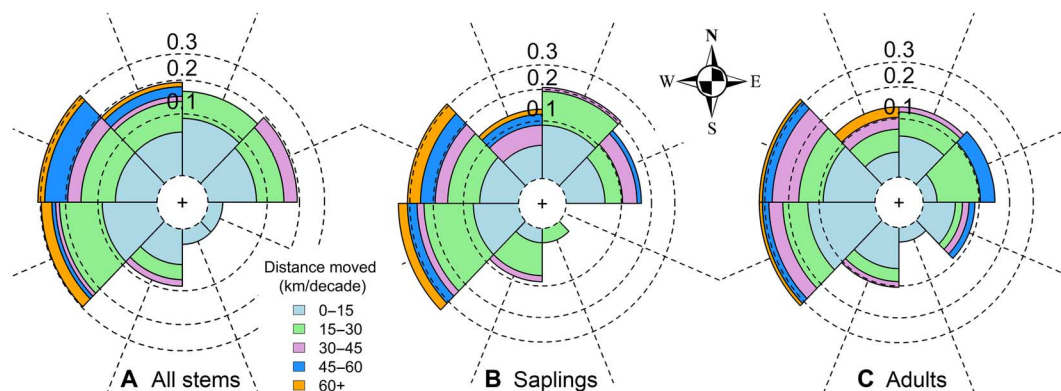 0.3
0.2
0.1
0.3
0.2
0.1
N
W E
S
0.3
0.2
0.1
Distance moved
(km/decade)
0–15
15–30
30–45
45–60
60+
A All stems
B Saplings
C Adults